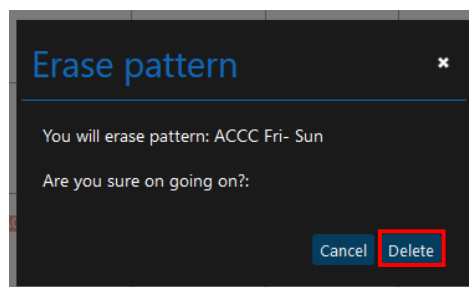 Erase pattern
×
You will erase pattern: ACCC Fri- Sun
Are you sure on going on?:
Cancel Delete